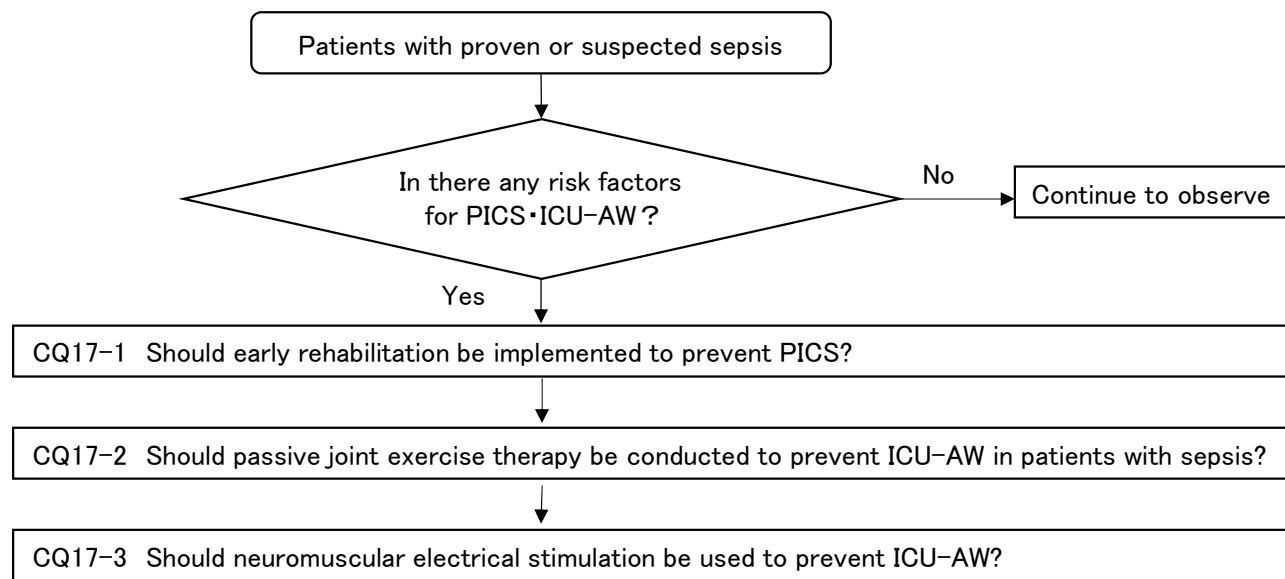 Patients with proven or suspected sepsis
In there any risk factors
for PICS・ICU-AW？
No
Continue to observe
Yes
CQ17-1 Should early rehabilitation be implemented to prevent PICS?
CQ17-2 Should passive joint exercise therapy be conducted to prevent ICU-AW in patients with sepsis?
CQ17-3 Should neuromuscular electrical stimulation be used to prevent ICU-AW?